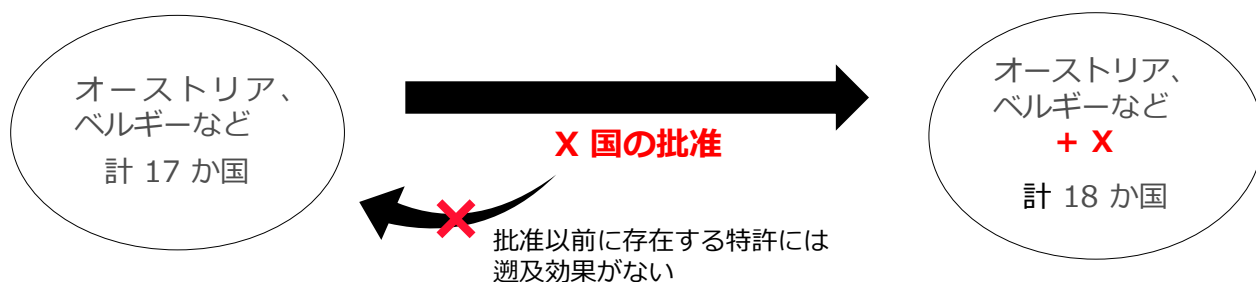 オーストリア、
ベルギーなど
計 17 か国
X 国の批准
批准以前に存在する特許には
遡及効果がない
オーストリア、
ベルギーなど
+ X
計 18 か国